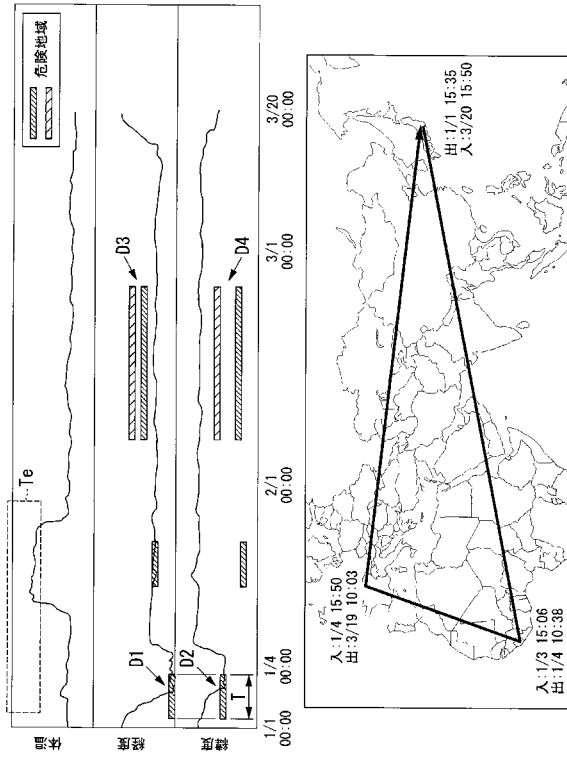 危険地域
Te
体温
D3
経度
D1
D4
緯度
D2
T
1/1
00:00
1/4
00:00
2/1
00:00
3/1
00:00
3/20
00:00
入:1/4 15:50
出:3/19 10:03
出:1/1 15:35
入:3/20 15:50
入:1/3 15:06
出:1/4 10:38